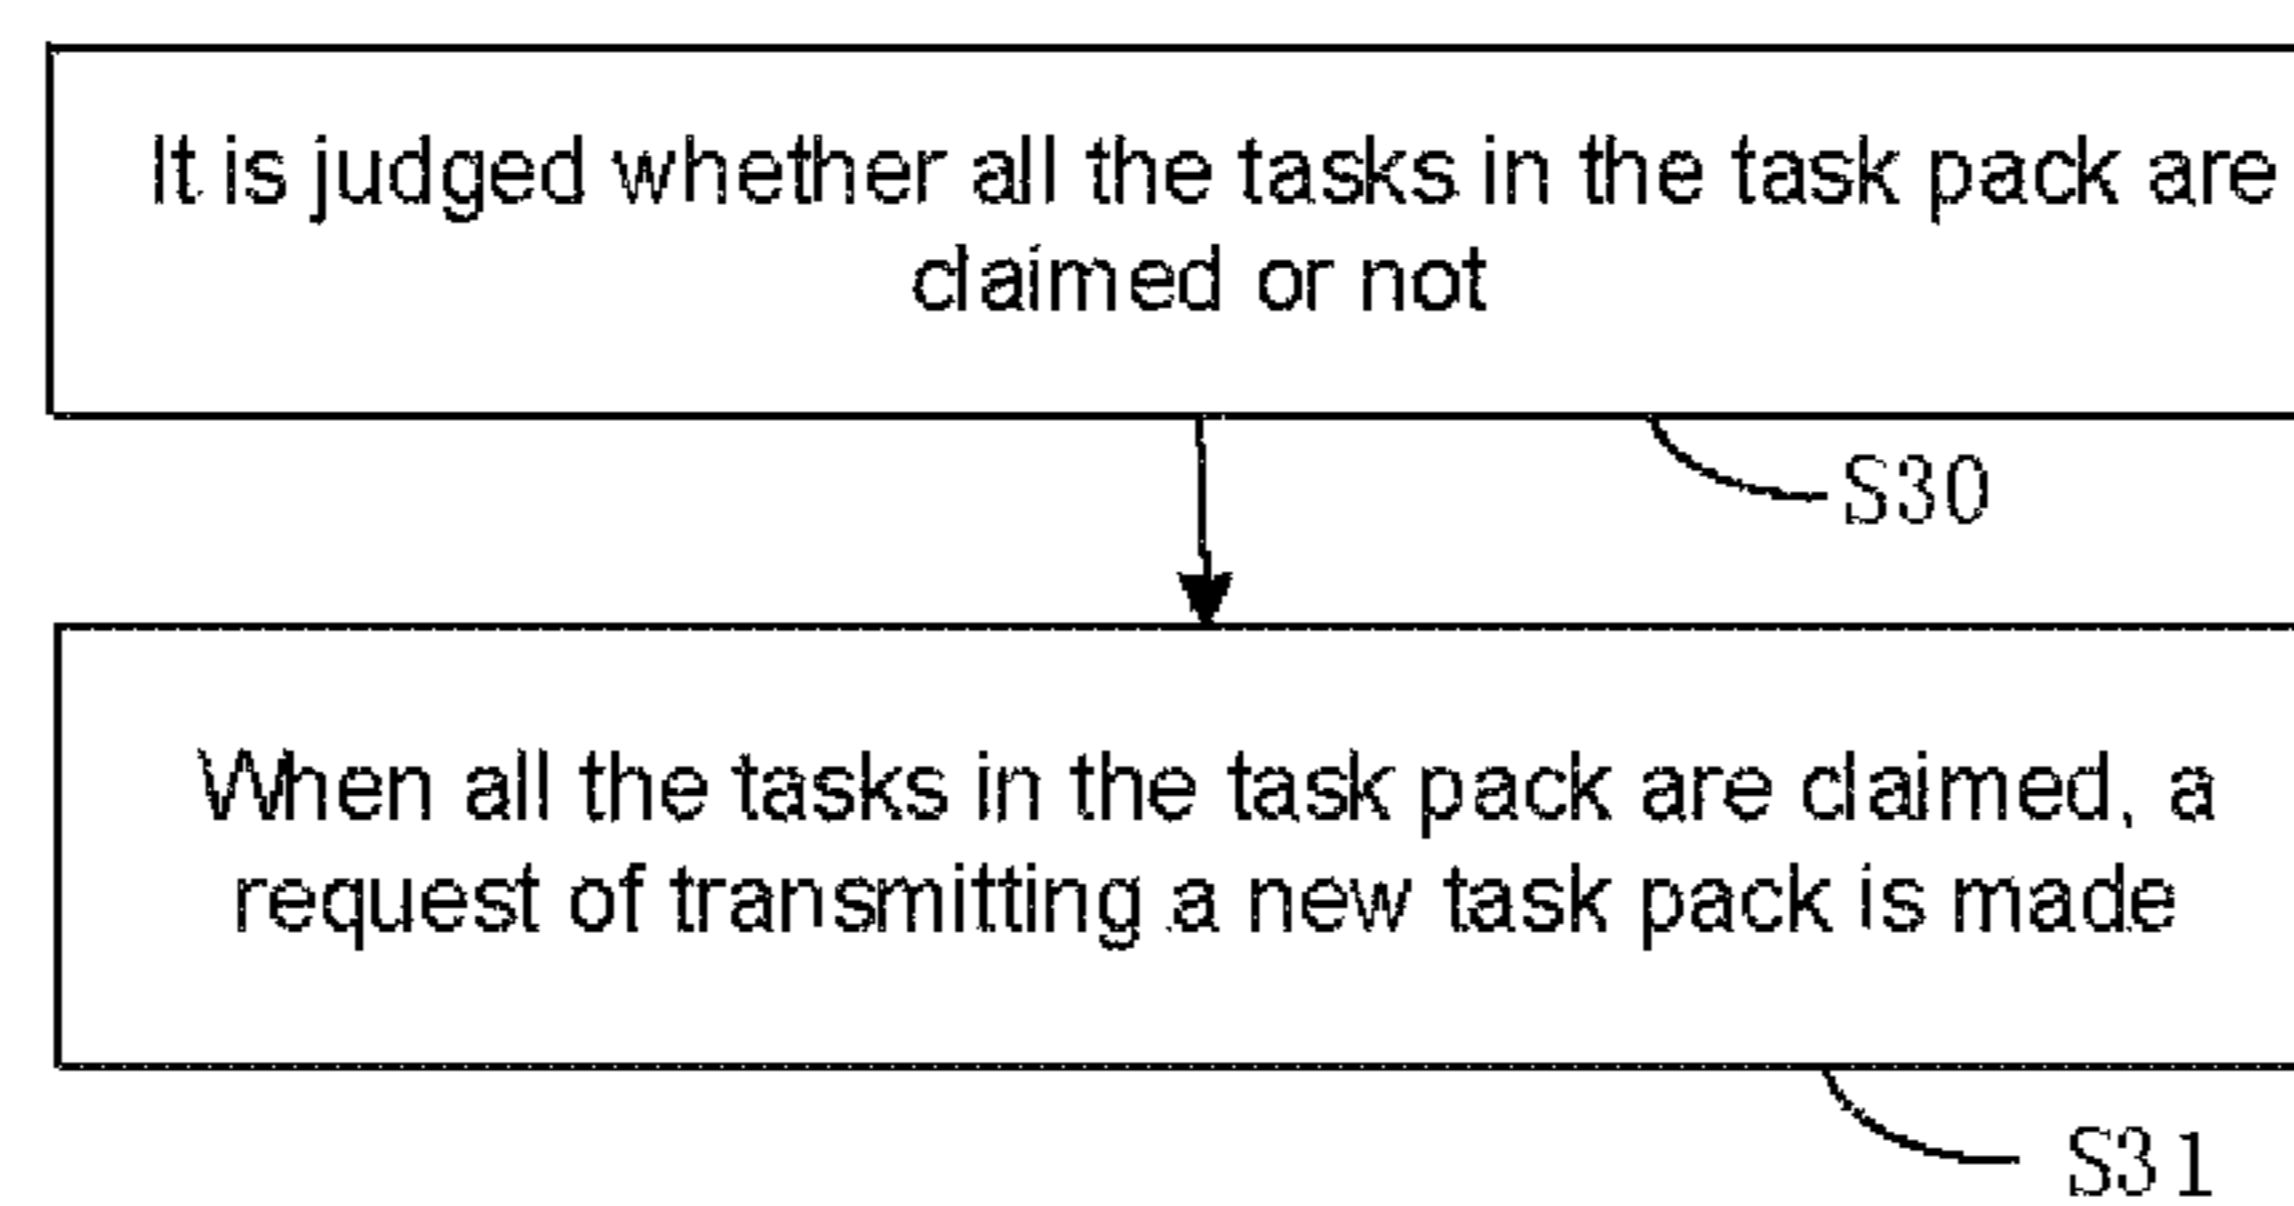 It is judged whether all the tasks in the task pack are
claimed or not
S30
When all the tasks in the task pack are claimed, a
request of transmitting a new task pack is made
S31